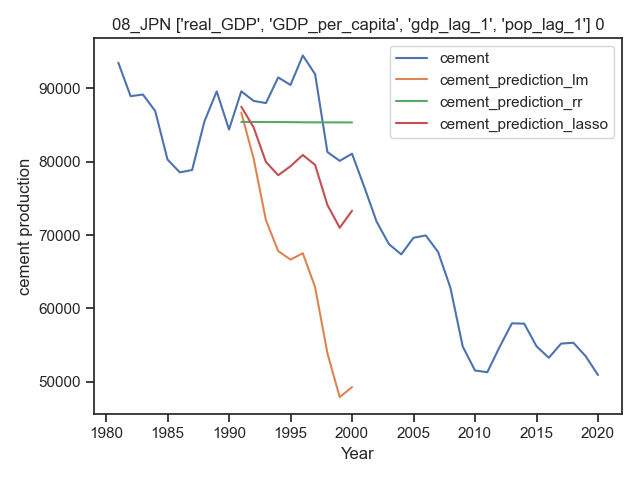 08_JPN ['real_GDP', 'GDP_per_capita', 'gdp_lag_1', 'pop_lag_1'] 0
cement
cement_prediction_lm
cement_prediction_rr
cement_prediction_lasso
cement production
90000
80000
70000
60000
50000
1980 1985 1990 1995 2000 2005 2010 2015 2020
Year